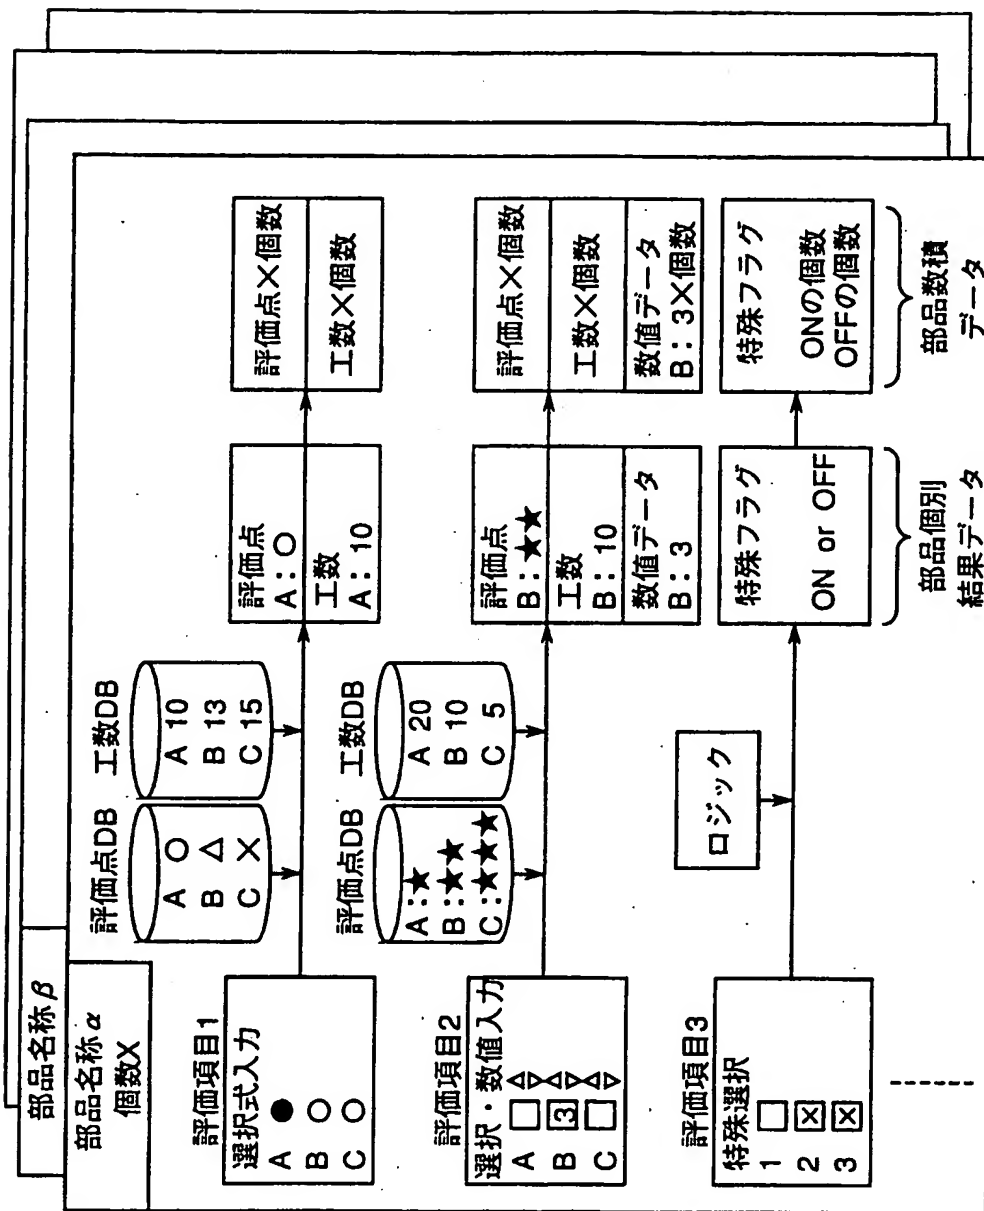 部品名称β
部品名称α
個数X
評価項目1
選択式入力
A
B
C
評価点DB
A ○
B △
C ×
工数DB
A 10
B 13
C 15
評価点
A:○
工数
A:10
評価点×個数
工数×個数
評価項目2
選択・数値入力
A
B 3
C
評価点DB
A:★
B:★★
C:★★★
工数DB
A 20
B 10
C 5
評価点
B:★★
工数
B:10
数値データ
B:3
評価点×個数
工数×個数
数値データ
B:3×個数
評価項目3
特殊選択
1
2
3
ロジック
特殊フラグ
ON or OFF
特殊フラグ
ONの個数
OFFの個数
部品個別
結果データ
部品数積
データ